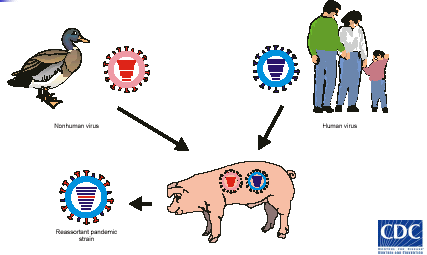 Nonhuman virus
Human virus
Reassortant pandemic
strain
CDC
CENTERS FOR DISEASE
CONTROL AND PREVENTION